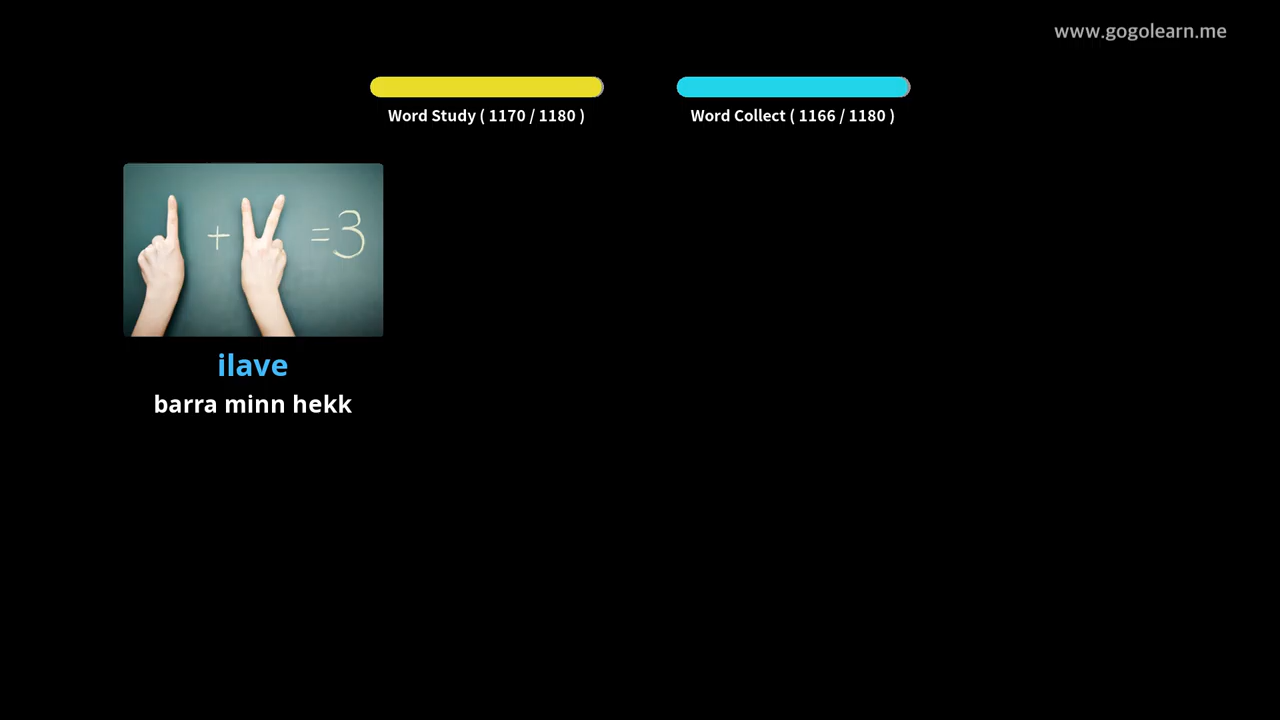 www.gogolearn.me
Word Study ( 1170 / 1180 )
Word Collect ( 1166 / 1180 )
+ =3
ilave
barra minn hekk